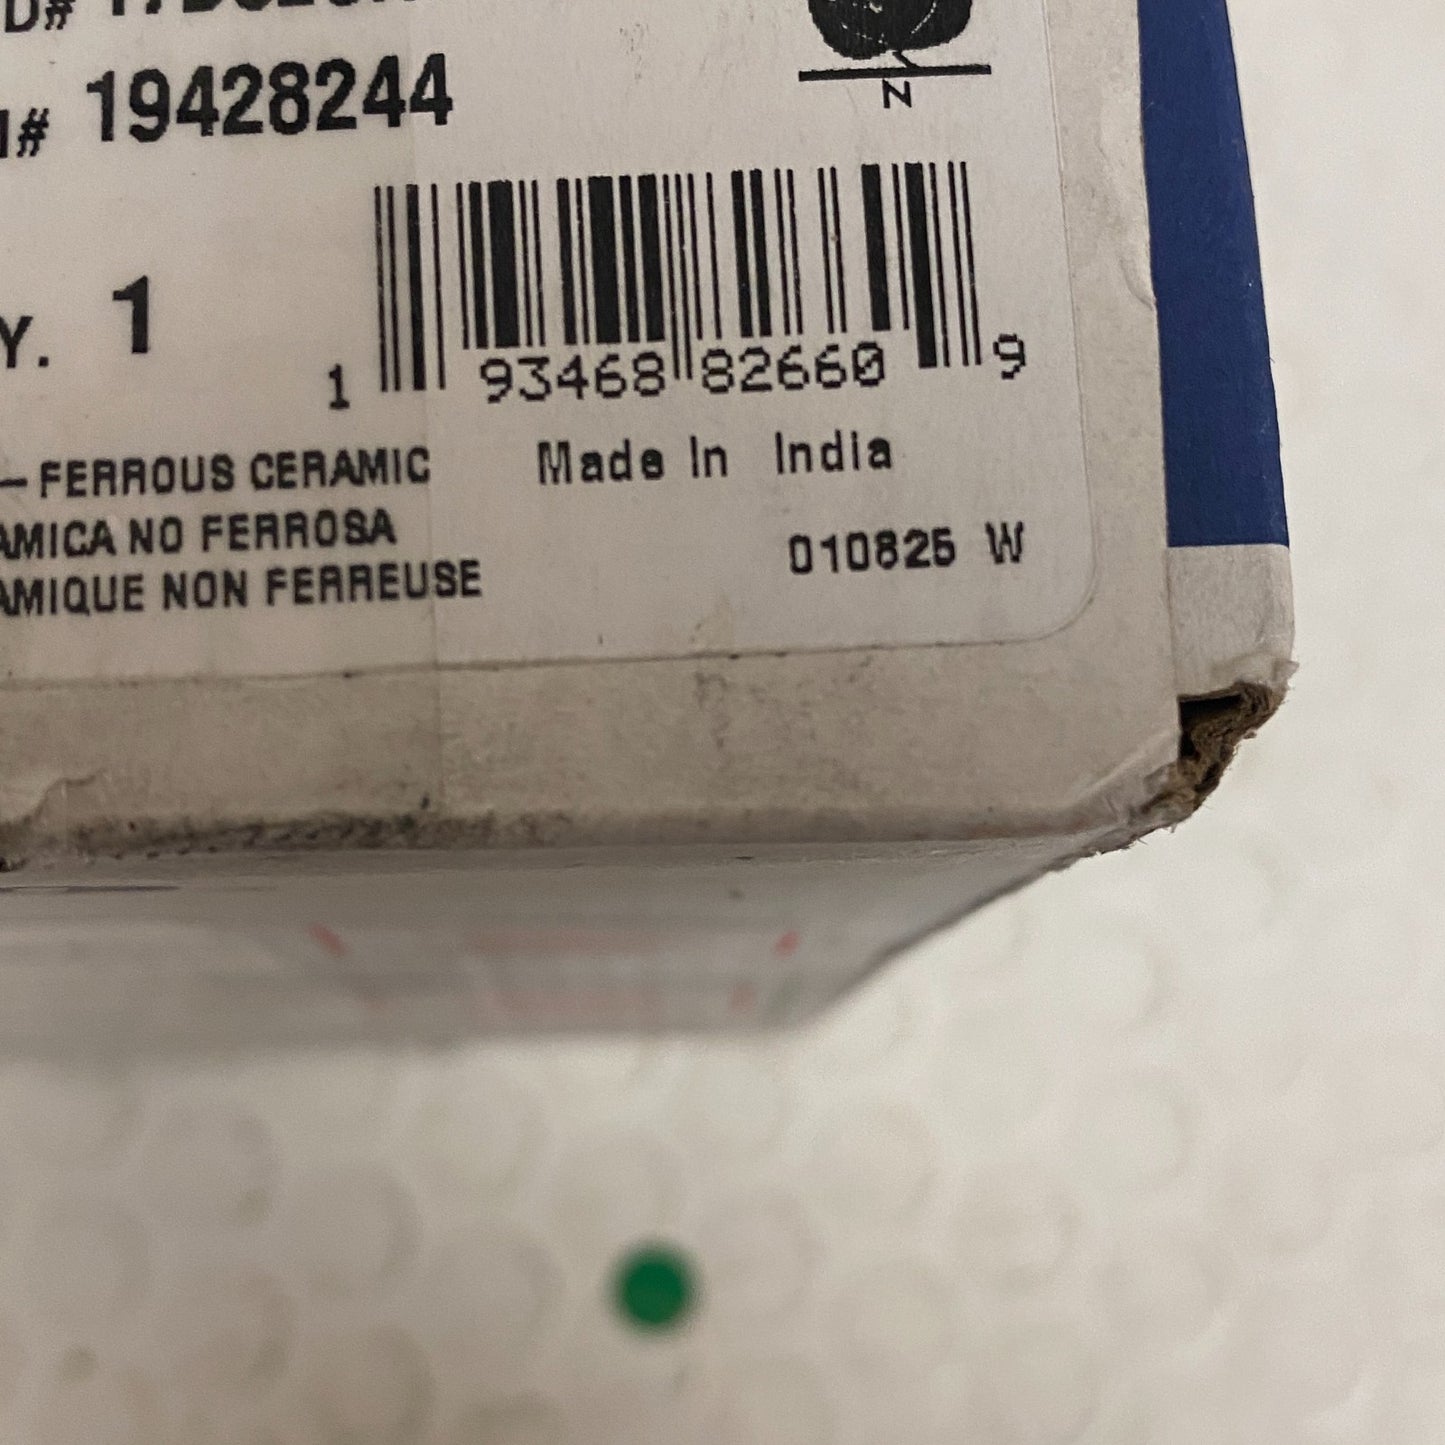 D#
# 19428244
N
Y. 1
1 93468 82660 9
—FERROUS CERAMIC
Made In India
AMICA NO FERROSA
010825 W
AMIQUE NON FERREUSE